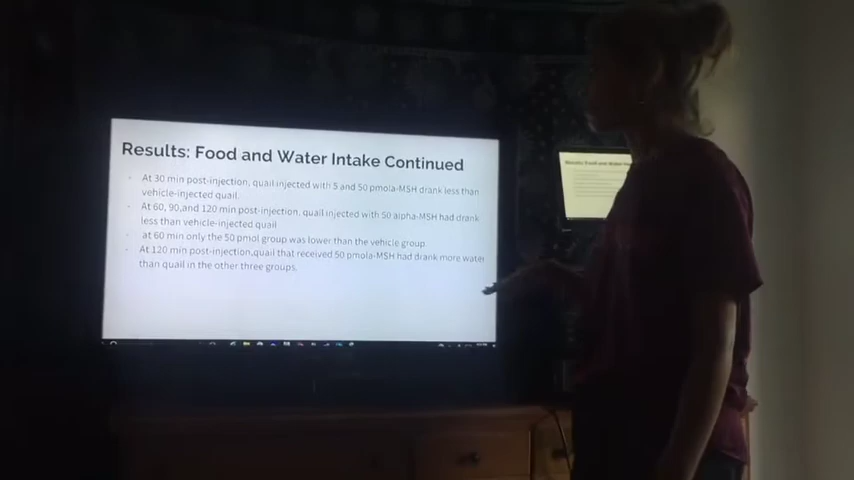 Results: Food and Water Intake Continued
- At 30 min post-injection, quail injected with 5 and 50 pmola-MSH drank less than
vehicle-injected quail.
- At 60, 90,and 120 min post-injection, quail injected with 50 alpha-MSH had drank
less than vehicle-injected quail
- at 60 min only the 50 pmol group was lower than the vehicle group.
- At 120 min post-injection,quail that received 50 pmola-MSH had drank more water
than quail in the other three groups.
Results: Food and Water